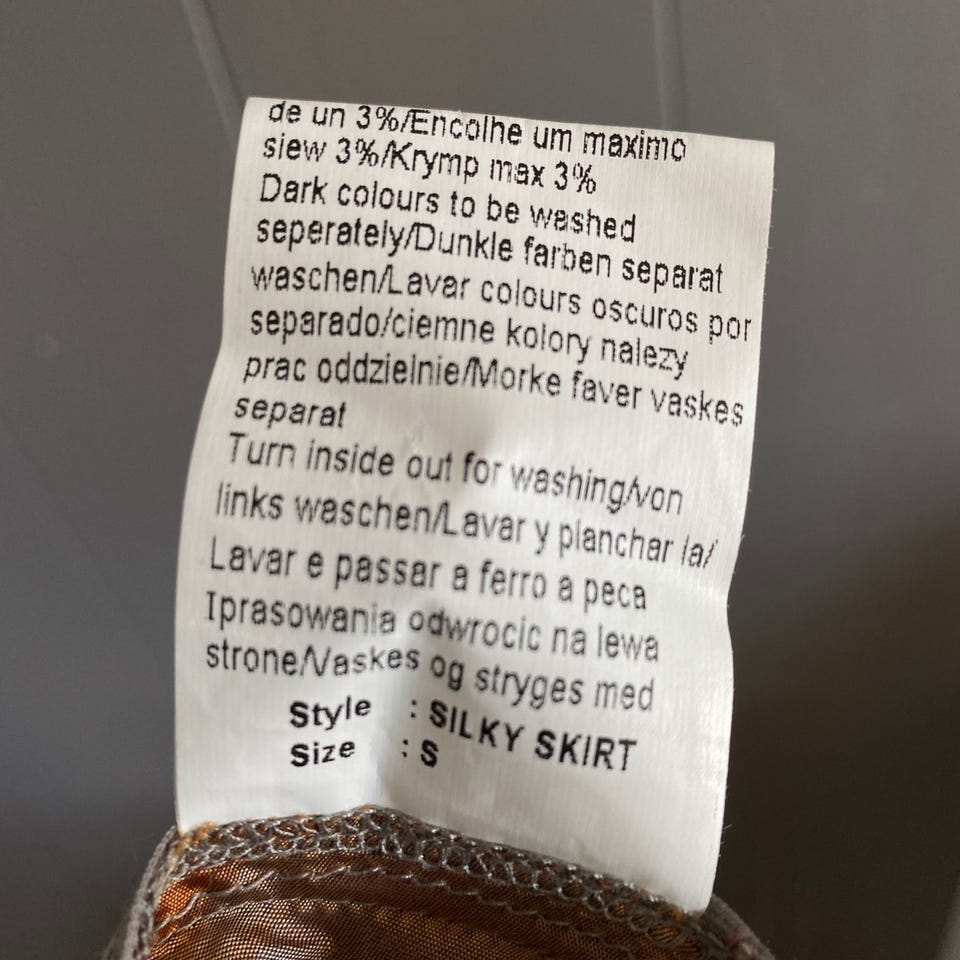 de un 3%/Encolhe um maximo
siew 3%/Krymp max 3%
Dark colours to be washed
seperately/Dunkle farben separat
waschen/Lavar colours oscuros por
separado/ciemne kolory nalezy
prac oddzielnie/Morke faver vaskes
separat
Turn inside out for washing/von
links waschen/Lavar y planchar la/
Lavar e passar a ferro a peca
Iprasowania odwrocic na lewa
strone/Vaskes og stryges med
Style : SILKY SKIRT
Size : S